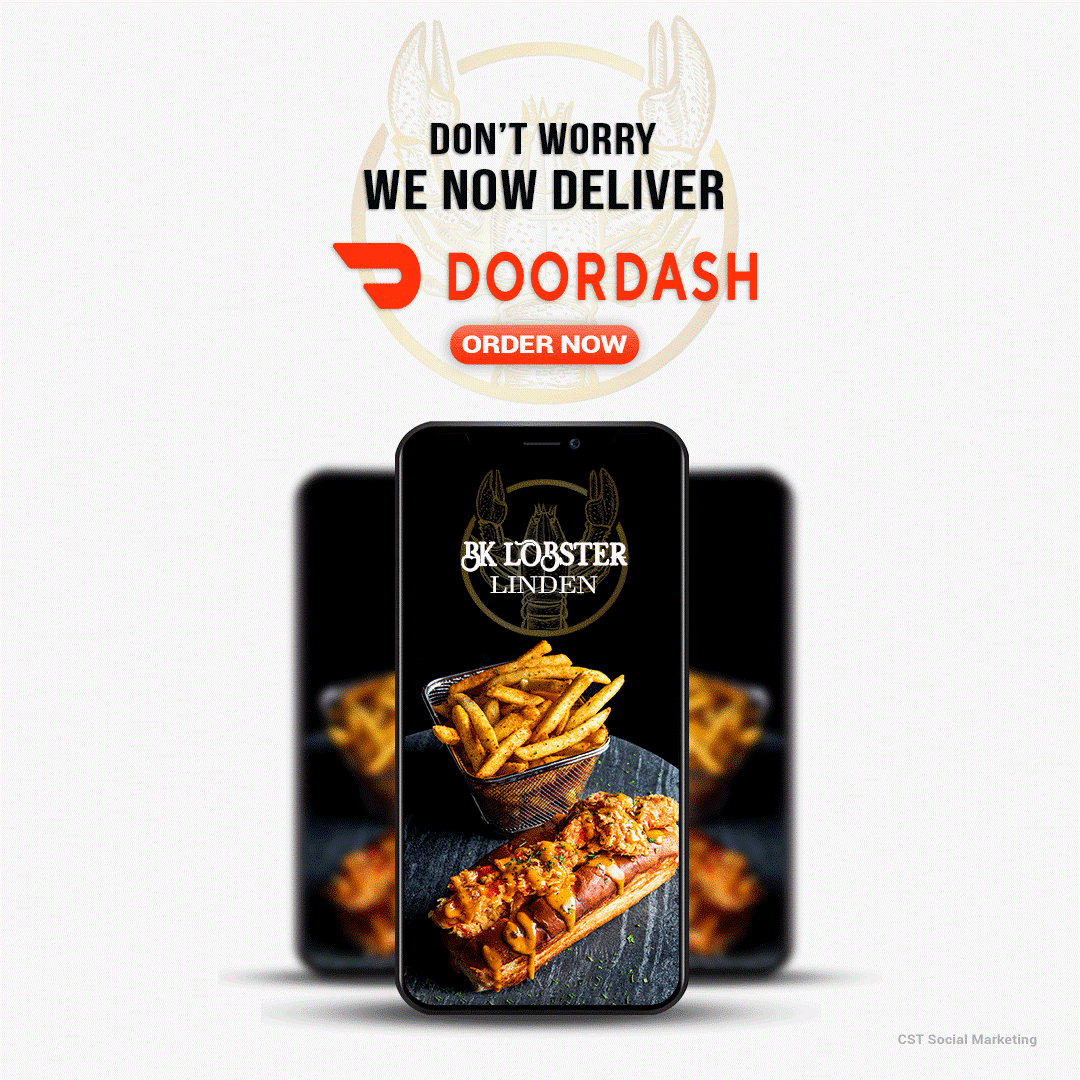 DON'T WORRY
WE NOW DELIVER
DOORDASH
ORDER NOW
BK LOBSTER
LINDEN
CST Social Marketing